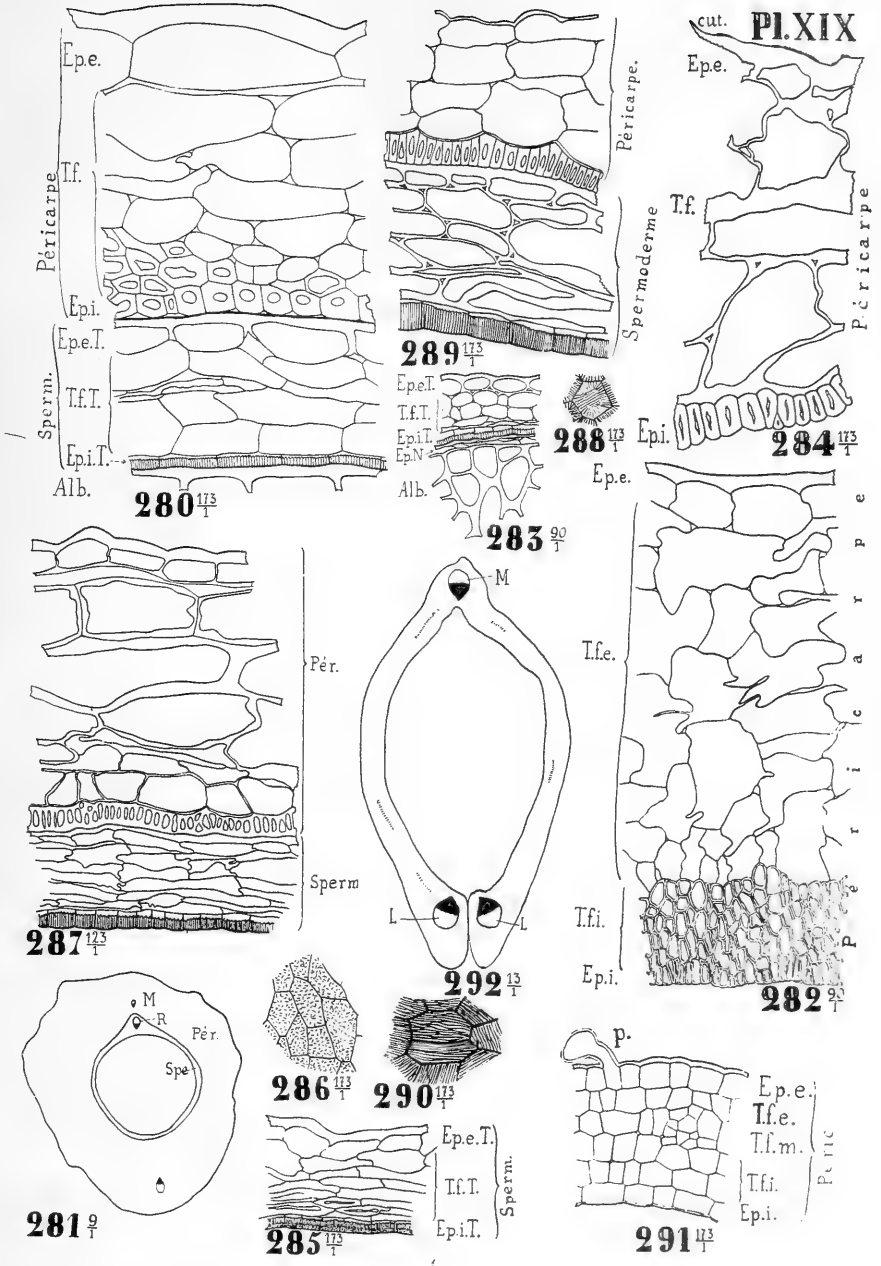 Pl.XIX
Ep.e.
T.f.
Ep.i.
Péricarpe
Ep.e.T.
T.f.T.
Ep.i.T.
Sperm.
Alb.
280 173/1
Péricarpe.
Spermoderme
289 173/1
Ep.e.T.
T.f.T.
Ep.i.T.
Ep.N
Alb.
283 90/1
288 173/1
cut.
Ep.e.
T.f.
Ep.i.
Péricarpe
284 173/1
Pér.
Sperm
287 123/1
M
L
L
292 13/1
Ep.e.
T.f.e.
T.f.i.
Ep.i.
Péricarpe
282
M
R
Pér.
Spe
281 9/1
286 173/1
290 173/1
Ep.e.T.
T.f.T.
Ep.i.T.
Sperm.
285 173/1
p.
Ep.e.
T.f.e.
T.f.m.
T.f.i.
Ep.i.
291 173/1